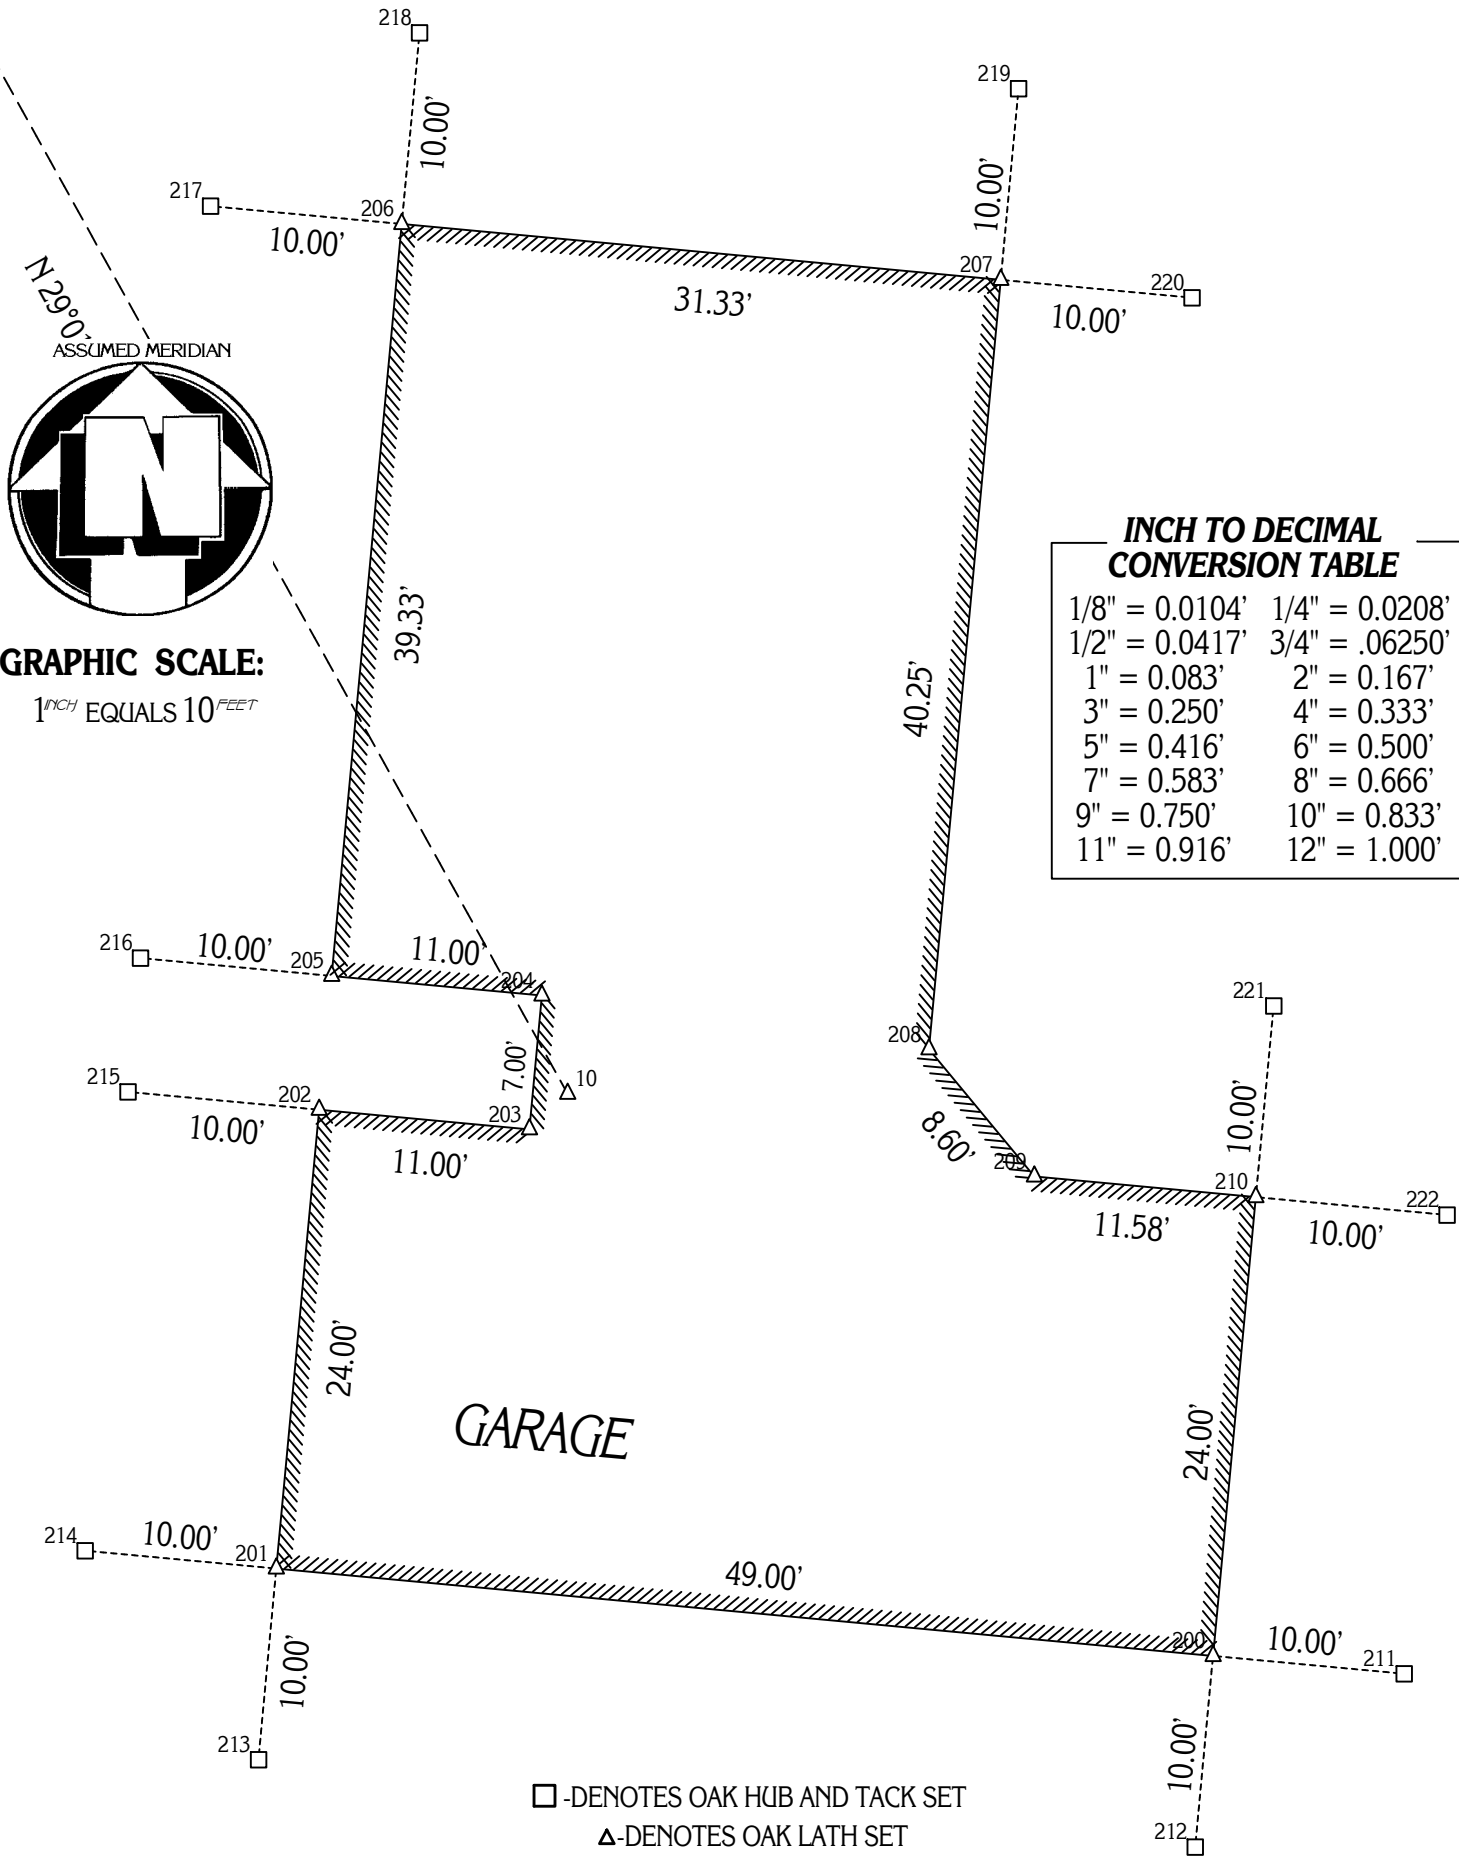 218
219
10.00'
10.00'
217
206
10.00'
207
220
31.33'
10.00'
N 29°0
ASSUMED MERIDIAN
N
39.33'
GRAPHIC SCALE:
1 INCH EQUALS 10 FEET
40.25'
INCH TO DECIMAL
CONVERSION TABLE
1/8" = 0.0104' 1/4" = 0.0208'
1/2" = 0.0417' 3/4" = .06250'
1" = 0.083' 2" = 0.167'
3" = 0.250' 4" = 0.333'
5" = 0.416' 6" = 0.500'
7" = 0.583' 8" = 0.666'
9" = 0.750' 10" = 0.833'
11" = 0.916' 12" = 1.000'
216
10.00'
205
11.00'
204
221
208
7.00'
10
215
202
203
10.00'
11.00'
8.60'
209
10.00'
210
222
11.58'
10.00'
24.00'
GARAGE
24.00'
214
10.00'
201
49.00'
200
10.00'
211
10.00'
213
10.00'
212
-DENOTES OAK HUB AND TACK SET
-DENOTES OAK LATH SET